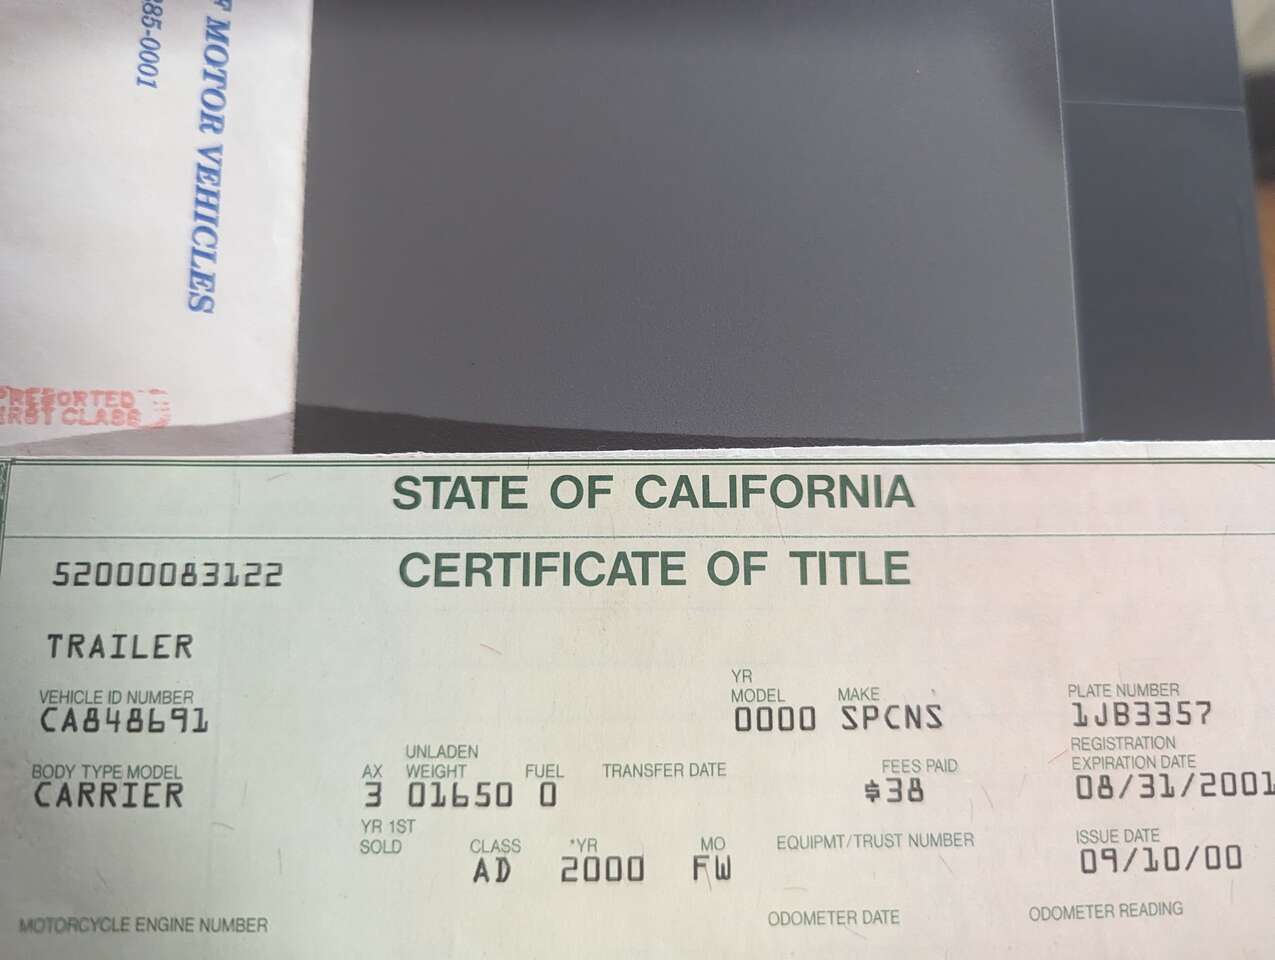 MOTOR VEHICLES
85-0001
PRESORTED
FIRST CLASS
STATE OF CALIFORNIA
CERTIFICATE OF TITLE
S2000083122
TRAILER
VEHICLE ID NUMBER
CA848691
YR
MODEL
0000
MAKE
SPCNS
PLATE NUMBER
1JB3357
BODY TYPE MODEL
CARRIER
AX
3
UNLADEN
WEIGHT
01650
FUEL
0
TRANSFER DATE
FEES PAID
$38
REGISTRATION
EXPIRATION DATE
08/31/2001
YR 1ST
SOLD
CLASS
AD
*YR
2000
MO
FW
EQUIPMT/TRUST NUMBER
ISSUE DATE
09/10/00
MOTORCYCLE ENGINE NUMBER
ODOMETER DATE
ODOMETER READING